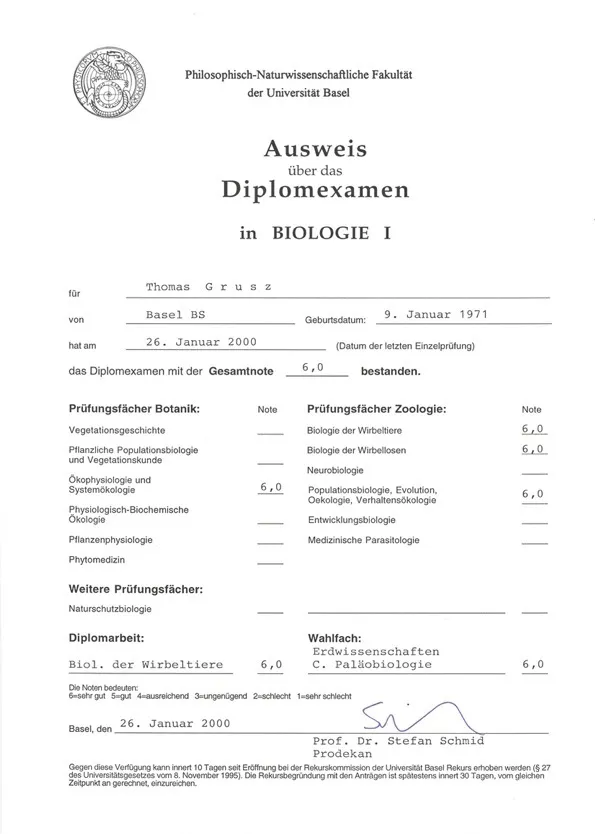 Philosophisch-Naturwissenschaftliche Fakultät
der Universität Basel
Ausweis
über das
Diplomexamen
in BIOLOGIE I
für Thomas Grusz
von Basel BS Geburtsdatum: 9. Januar 1971
hat am 26. Januar 2000 (Datum der letzten Einzelprüfung)
das Diplomexamen mit der Gesamtnote 6,0 bestanden.
Prüfungsfächer Botanik: Note
Vegetationsgeschichte
Pflanzliche Populationsbiologie
und Vegetationskunde
Ökophysiologie und
Systemökologie 6,0
Physiologisch-Biochemische
Ökologie
Pflanzenphysiologie
Phytomedizin
Prüfungsfächer Zoologie: Note
Biologie der Wirbeltiere 6,0
Biologie der Wirbellosen 6,0
Neurobiologie
Populationsbiologie, Evolution,
Oekologie, Verhaltensökologie 6,0
Entwicklungsbiologie
Medizinische Parasitologie
Weitere Prüfungsfächer:
Naturschutzbiologie
Diplomarbeit:
Biol. der Wirbeltiere 6,0
Wahlfach:
Erdwissenschaften
C. Paläobiologie 6,0
Die Noten bedeuten:
6=sehr gut 5=gut 4=ausreichend 3=ungenügend 2=schlecht 1=sehr schlecht
Basel, den 26. Januar 2000
Prof. Dr. Stefan Schmid
Prodekan
Gegen diese Verfügung kann innert 10 Tagen seit Eröffnung bei der Rekurskommission der Universität Basel Rekurs erhoben werden (§ 27
des Universitätsgesetzes vom 8. November 1995). Die Rekursbegründung mit den Anträgen ist spätestens innert 30 Tagen, vom gleichen
Zeitpunkt an gerechnet, einzureichen.